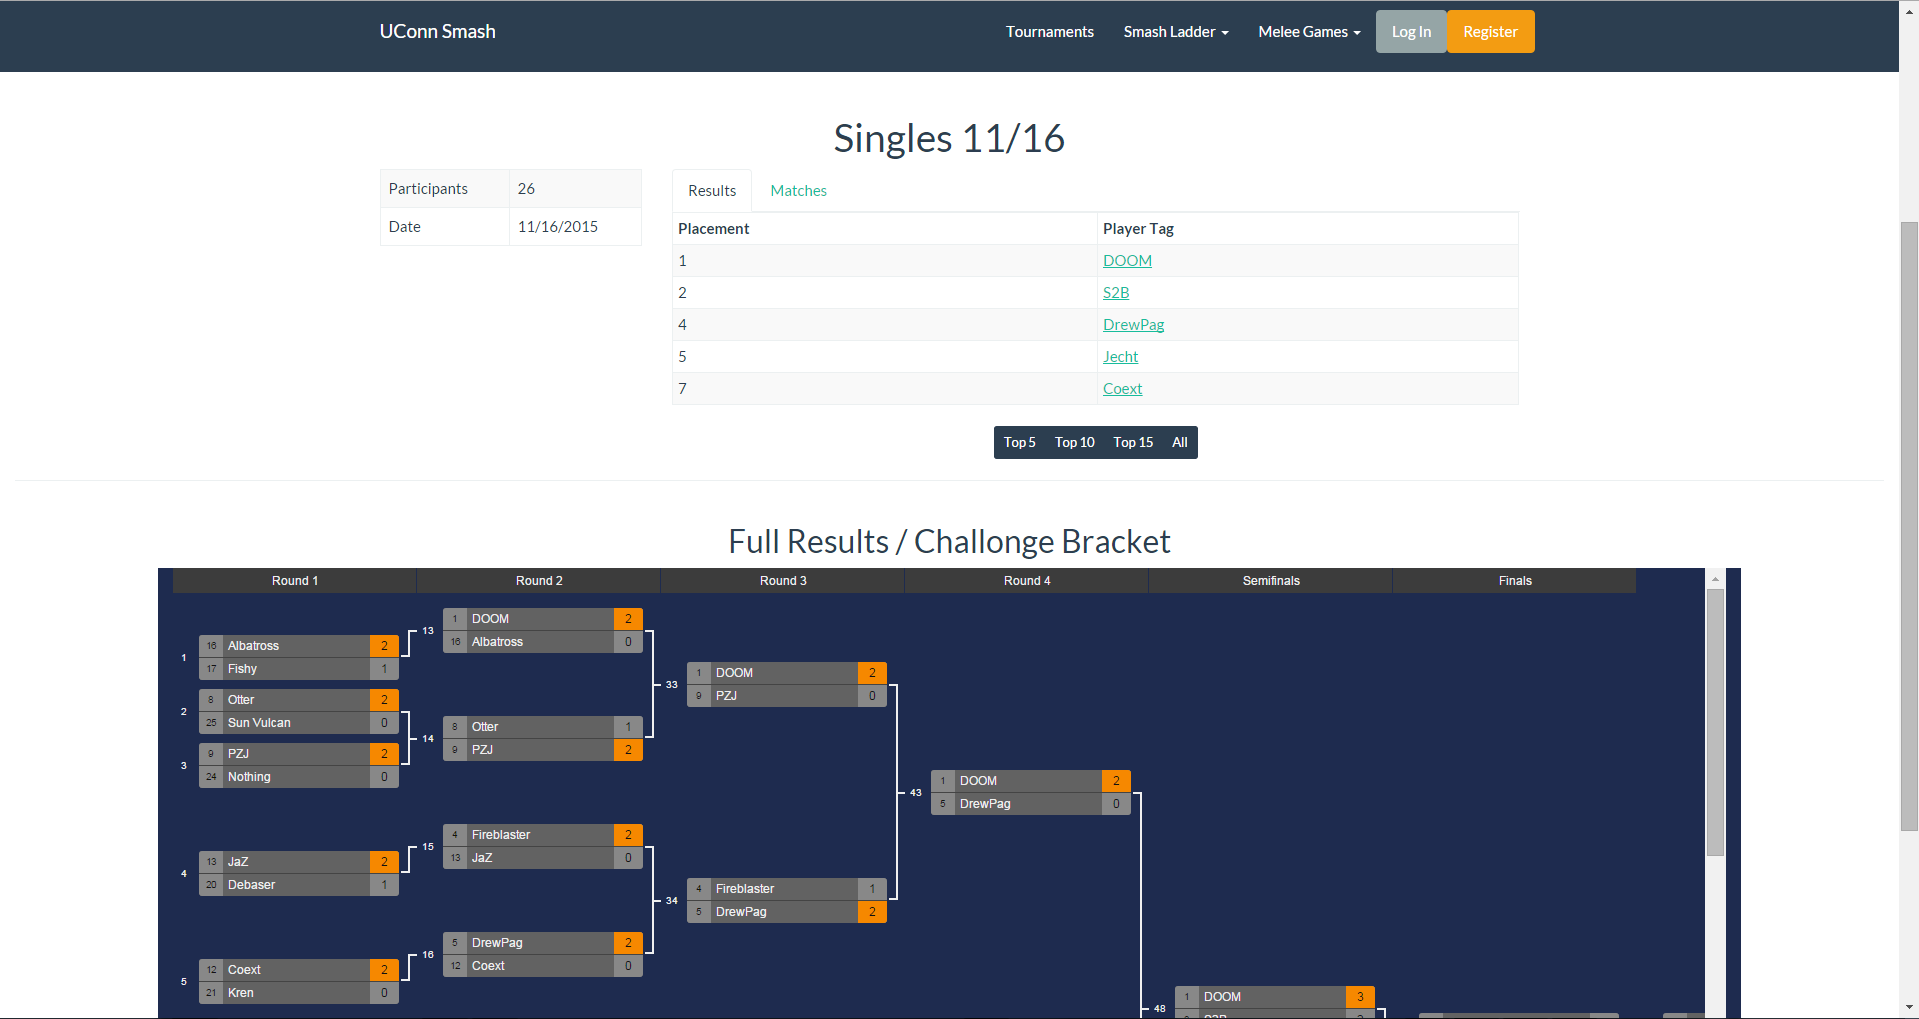 UConn Smash Tournaments Smash Ladder Melee Games Log In Register
Singles 11/16
Participants 26
Date 11/16/2015
Results Matches
Placement Player Tag
1 DOOM
2 S2B
4 DrewPag
5 Jecht
7 Coext
Top 5 Top 10 Top 15 All
Full Results / Challonge Bracket
Round 1 Round 2 Round 3 Round 4 Semifinals Finals
1
16 Albatross 2
17 Fishy 1
2
8 Otter 2
25 Sun Vulcan 0
3
9 PZJ 2
24 Nothing 0
4
13 JaZ 2
20 Debaser 1
5
12 Coext 2
21 Kren 0
13
1 DOOM 2
16 Albatross 0
14
8 Otter 1
9 PZJ 2
15
4 Fireblaster 2
13 JaZ 0
16
5 DrewPag 2
12 Coext 0
33
1 DOOM 2
9 PZJ 0
34
4 Fireblaster 1
5 DrewPag 2
43
1 DOOM 2
5 DrewPag 0
48
1 DOOM 3
S2B